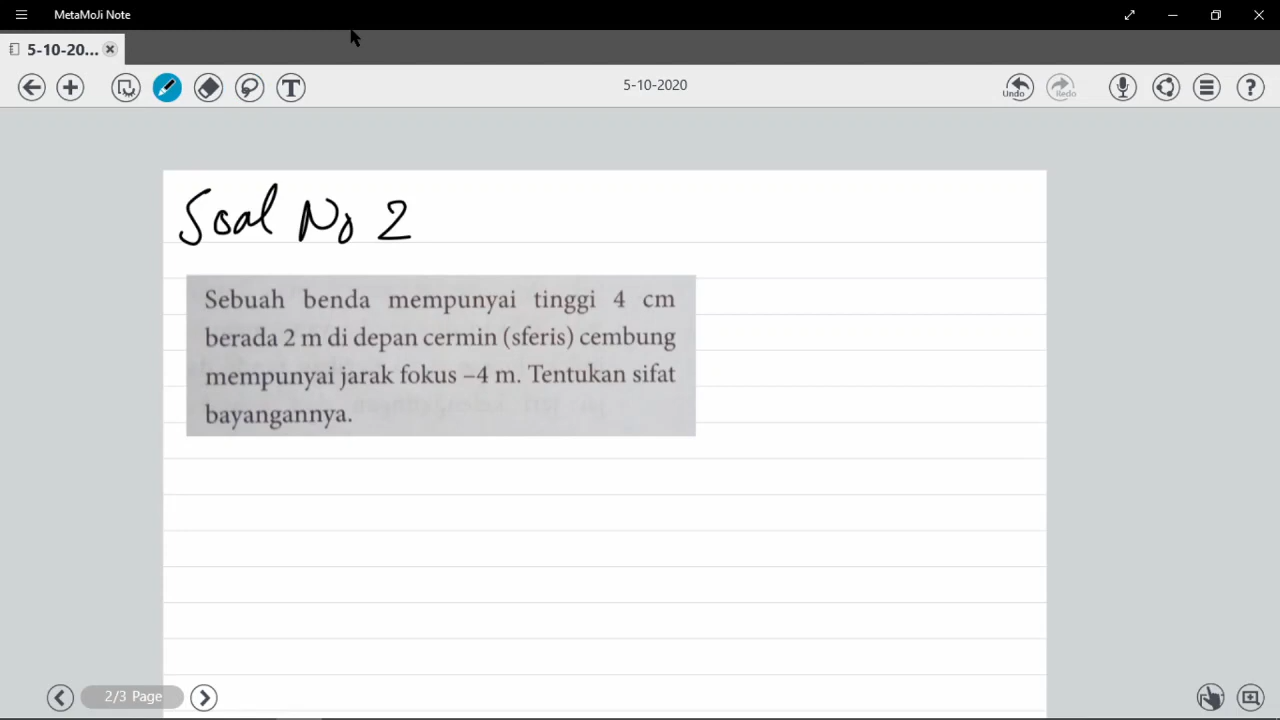 MetaMoJi Note
5-10-20...
5-10-2020
Undo
Redo
Soal No 2
Sebuah benda mempunyai tinggi 4 cm
berada 2 m di depan cermin (sferis) cembung
mempunyai jarak fokus –4 m. Tentukan sifat
bayangannya.
2/3 Page